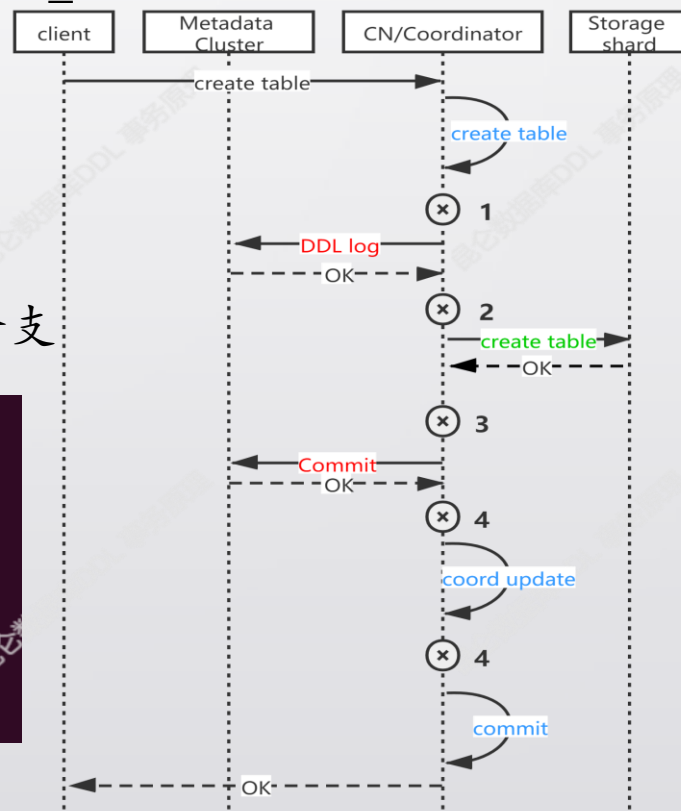 client
Metadata
Cluster
CN/Coordinator
Storage
shard
create table
create table
1
DDL log
OK
2
支
create table
OK
3
Commit
OK
4
coord update
4
commit
OK